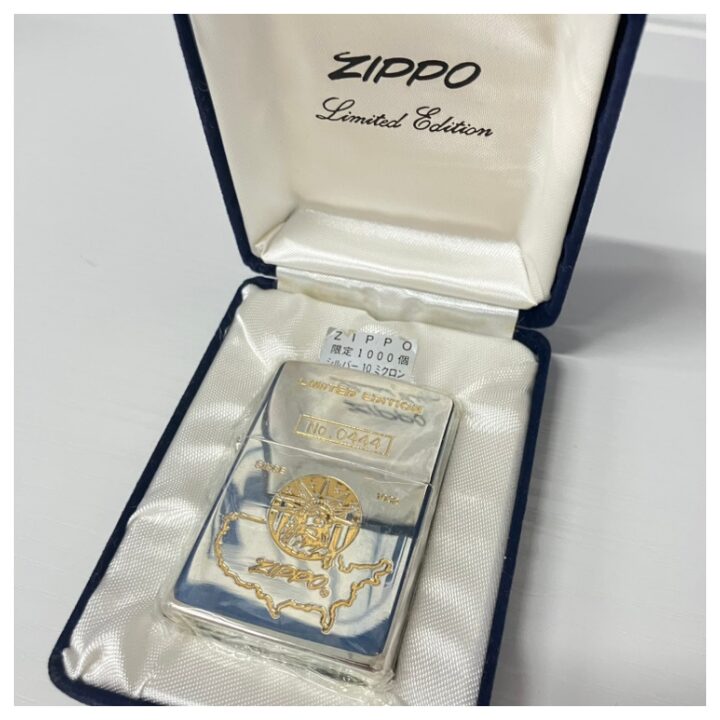 ZIPPO
Limited Edition
ZIPPO
限定1000個
シルバー10ミクロン
LIMITED EDITION
No. 0444
ZIPPO